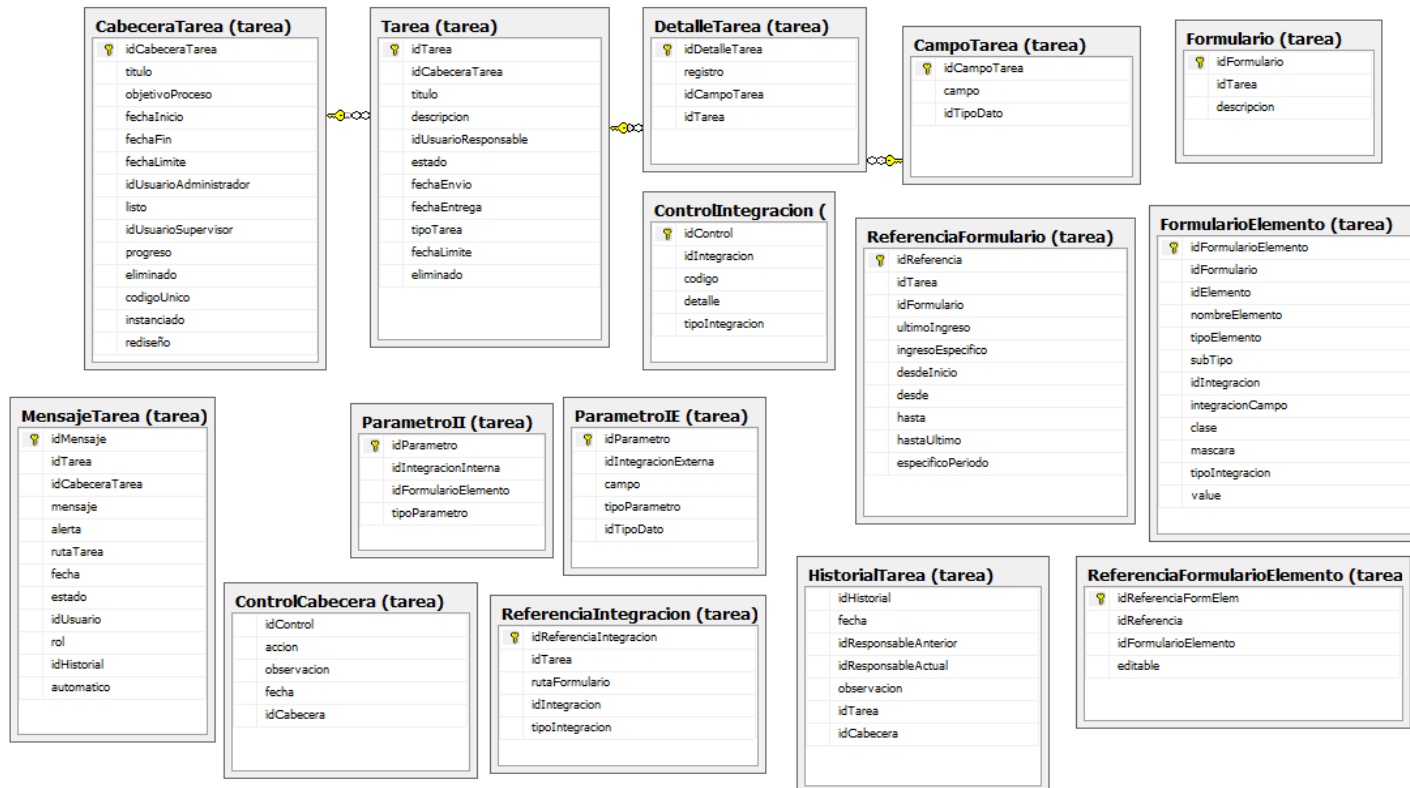 CabeceraTarea (tarea)
idCabeceraTarea
titulo
objetivoProceso
fechaInicio
fechaFin
fechaLimite
idUsuarioAdministrador
listo
idUsuarioSupervisor
progreso
eliminado
codigoUnico
instanciado
rediseño
Tarea (tarea)
idTarea
idCabeceraTarea
titulo
descripcion
idUsuarioResponsable
estado
fechaEnvio
fechaEntrega
tipoTarea
fechaLimite
eliminado
DetalleTarea (tarea)
idDetalleTarea
registro
idCampoTarea
idTarea
CampoTarea (tarea)
idCampoTarea
campo
idTipoDato
Formulario (tarea)
idFormulario
idTarea
descripcion
ControlIntegracion (
idControl
idIntegracion
codigo
detalle
tipoIntegracion
ReferenciaFormulario (tarea)
idReferencia
idTarea
idFormulario
ultimoIngreso
ingresoEspecifico
desdeInicio
desde
hasta
hastaUltimo
especificoPeriodo
FormularioElemento (tarea)
idFormularioElemento
idFormulario
idElemento
nombreElemento
tipoElemento
subTipo
idIntegracion
integracionCampo
clase
mascara
tipoIntegracion
value
MensajeTarea (tarea)
idMensaje
idTarea
idCabeceraTarea
mensaje
alerta
rutaTarea
fecha
estado
idUsuario
rol
idHistorial
automatico
ParametroII (tarea)
idParametro
idIntegracionInterna
idFormularioElemento
tipoParametro
ParametroIE (tarea)
idParametro
idIntegracionExterna
campo
tipoParametro
idTipoDato
ControlCabecera (tarea)
idControl
accion
observacion
fecha
idCabecera
ReferenciaIntegracion (tarea)
idReferenciaIntegracion
idTarea
rutaFormulario
idIntegracion
tipoIntegracion
HistorialTarea (tarea)
idHistorial
fecha
idResponsableAnterior
idResponsableActual
observacion
idTarea
idCabecera
ReferenciaFormularioElemento (tarea
idReferenciaFormElem
idReferencia
idFormularioElemento
editable